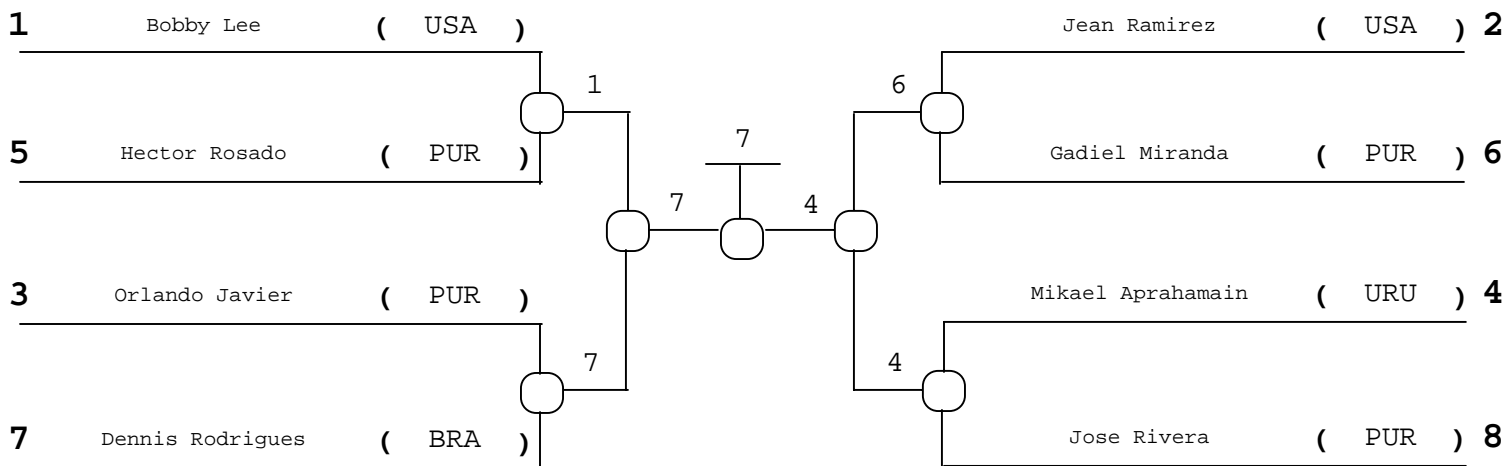 1 Bobby Lee ( USA ) Jean Ramirez ( USA ) 2
1 6
5 Hector Rosado ( PUR ) 7 Gadiel Miranda ( PUR ) 6
7 4
3 Orlando Javier ( PUR ) Mikael Aprahamain ( URU ) 4
7 4
7 Dennis Rodrigues ( BRA ) Jose Rivera ( PUR ) 8